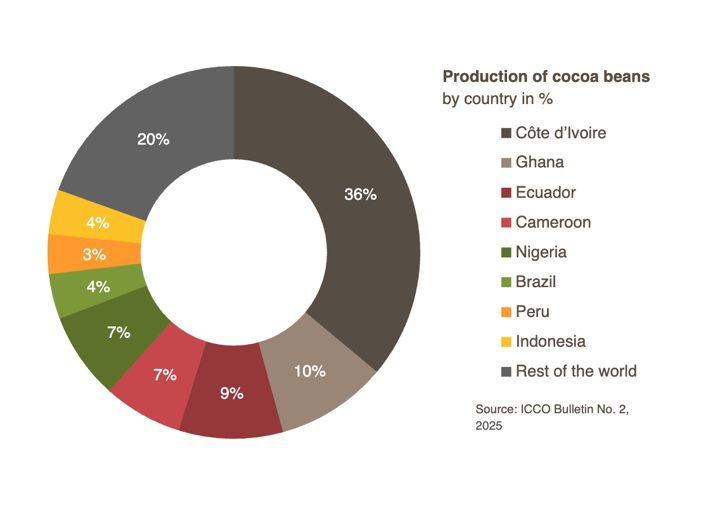 Production of cocoa beans
by country in %
Côte d’Ivoire
Ghana
Ecuador
Cameroon
Nigeria
Brazil
Peru
Indonesia
Rest of the world
Source: ICCO Bulletin No. 2,
2025
36%
10%
9%
7%
7%
4%
3%
4%
20%